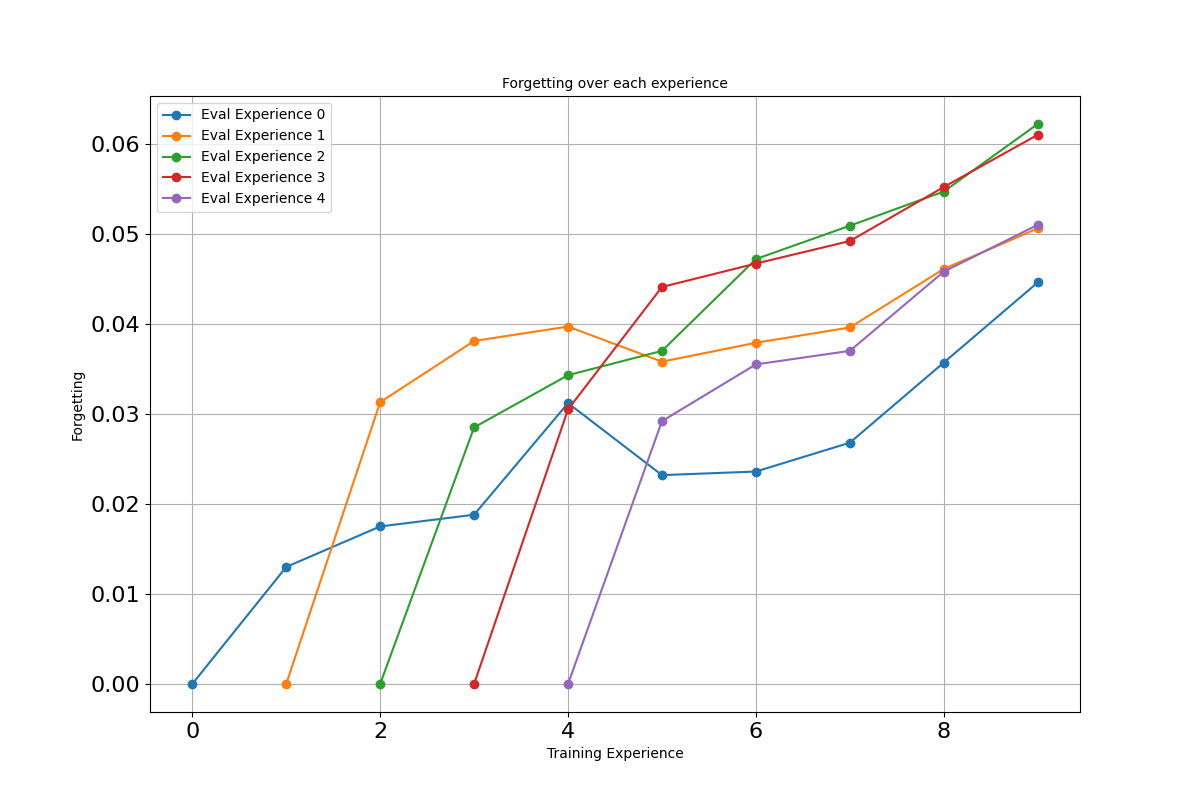 Forgetting over each experience
Eval Experience 0
Eval Experience 1
Eval Experience 2
Eval Experience 3
Eval Experience 4
0.06
0.05
0.04
0.03
0.02
0.01
0.00
Forgetting
0 2 4 6 8
Training Experience